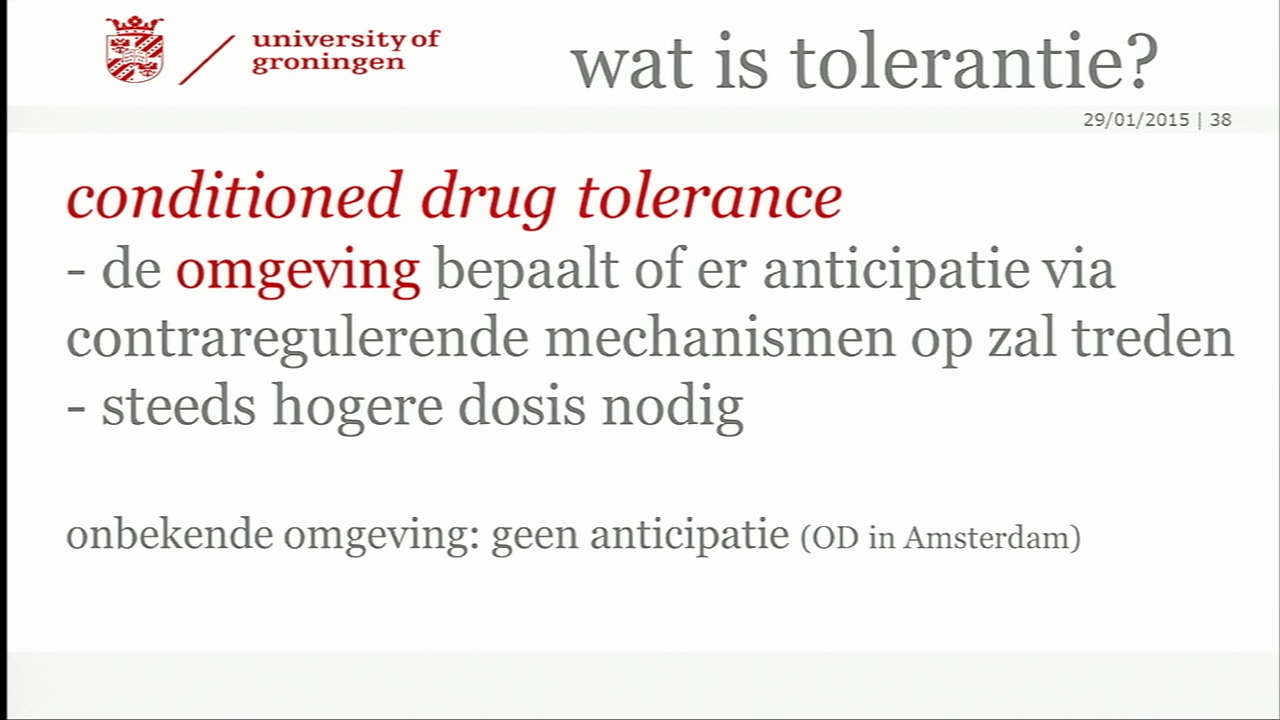 university of
groningen
wat is tolerantie?
29/01/2015 | 38
conditioned drug tolerance
- de omgeving bepaalt of er anticipatie via
contraregulerende mechanismen op zal treden
- steeds hogere dosis nodig
onbekende omgeving: geen anticipatie (OD in Amsterdam)